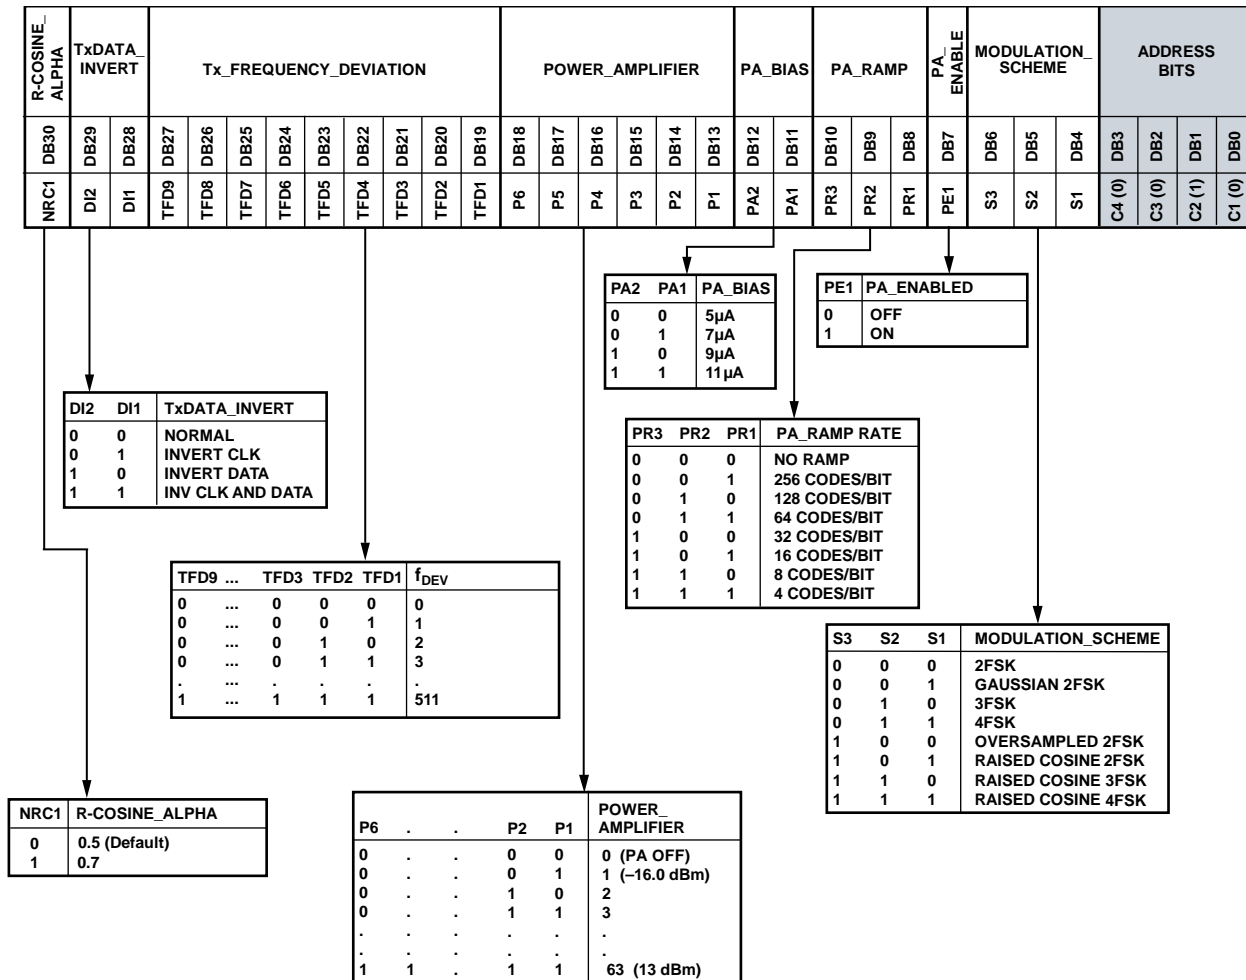 R-COSINE_ALPHA TxDATA_INVERT Tx_FREQUENCY_DEVIATION POWER_AMPLIFIER PA_BIAS PA_RAMP PA_ENABLE MODULATION_SCHEME ADDRESS BITS
DB30 DB29 DB28 DB27 DB26 DB25 DB24 DB23 DB22 DB21 DB20 DB19 DB18 DB17 DB16 DB15 DB14 DB13 DB12 DB11 DB10 DB9 DB8 DB7 DB6 DB5 DB4 DB3 DB2 DB1 DB0
NRC1 DI2 DI1 TFD9 TFD8 TFD7 TFD6 TFD5 TFD4 TFD3 TFD2 TFD1 P6 P5 P4 P3 P2 P1 PA2 PA1 PR3 PR2 PR1 PE1 S3 S2 S1 C4 (0) C3 (0) C2 (1) C1 (0)
PA2 PA1 PA_BIAS
0 0 5µA
0 1 7µA
1 0 9µA
1 1 11µA
PE1 PA_ENABLED
0 OFF
1 ON
DI2 DI1 TxDATA_INVERT
0 0 NORMAL
0 1 INVERT CLK
1 0 INVERT DATA
1 1 INV CLK AND DATA
PR3 PR2 PR1 PA_RAMP RATE
0 0 0 NO RAMP
0 0 1 256 CODES/BIT
0 1 0 128 CODES/BIT
0 1 1 64 CODES/BIT
1 0 0 32 CODES/BIT
1 0 1 16 CODES/BIT
1 1 0 8 CODES/BIT
1 1 1 4 CODES/BIT
TFD9 ... TFD3 TFD2 TFD1 fDEV
0 ... 0 0 0 0
0 ... 0 0 1 1
0 ... 0 1 0 2
0 ... 0 1 1 3
. ... . . . .
1 ... 1 1 1 511
S3 S2 S1 MODULATION_SCHEME
0 0 0 2FSK
0 0 1 GAUSSIAN 2FSK
0 1 0 3FSK
0 1 1 4FSK
1 0 0 OVERSAMPLED 2FSK
1 0 1 RAISED COSINE 2FSK
1 1 0 RAISED COSINE 3FSK
1 1 1 RAISED COSINE 4FSK
NRC1 R-COSINE_ALPHA
0 0.5 (Default)
1 0.7
P6 . . P2 P1 POWER_AMPLIFIER
0 . . 0 0 0 (PA OFF)
0 . . 0 1 1 (–16.0 dBm)
0 . . 1 0 2
0 . . 1 1 3
. . . . . .
. . . . . .
1 1 . 1 1 63 (13 dBm)